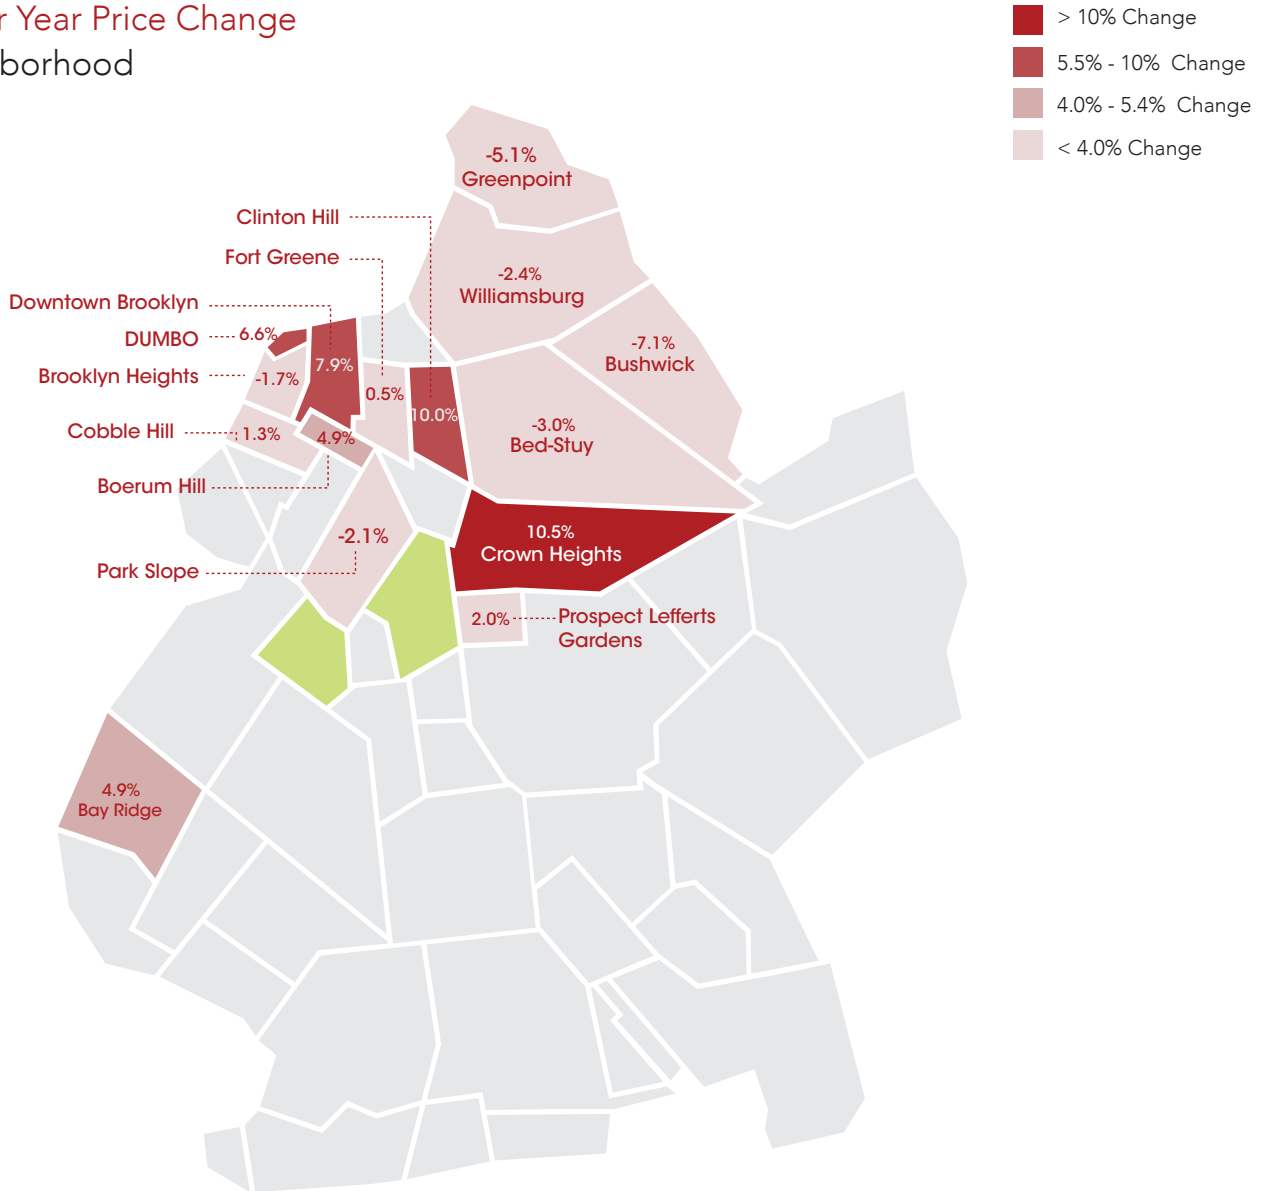 r Year Price Change
borhood
> 10% Change
5.5% - 10% Change
4.0% - 5.4% Change
< 4.0% Change
-5.1%
Greenpoint
Clinton Hill
Fort Greene
-2.4%
Williamsburg
Downtown Brooklyn
DUMBO
6.6%
-7.1%
Bushwick
7.9%
Brooklyn Heights
-1.7%
0.5%
10.0%
-3.0%
Bed-Stuy
Cobble Hill
1.3%
4.9%
Boerum Hill
-2.1%
10.5%
Crown Heights
Park Slope
2.0%
Prospect Lefferts
Gardens
4.9%
Bay Ridge